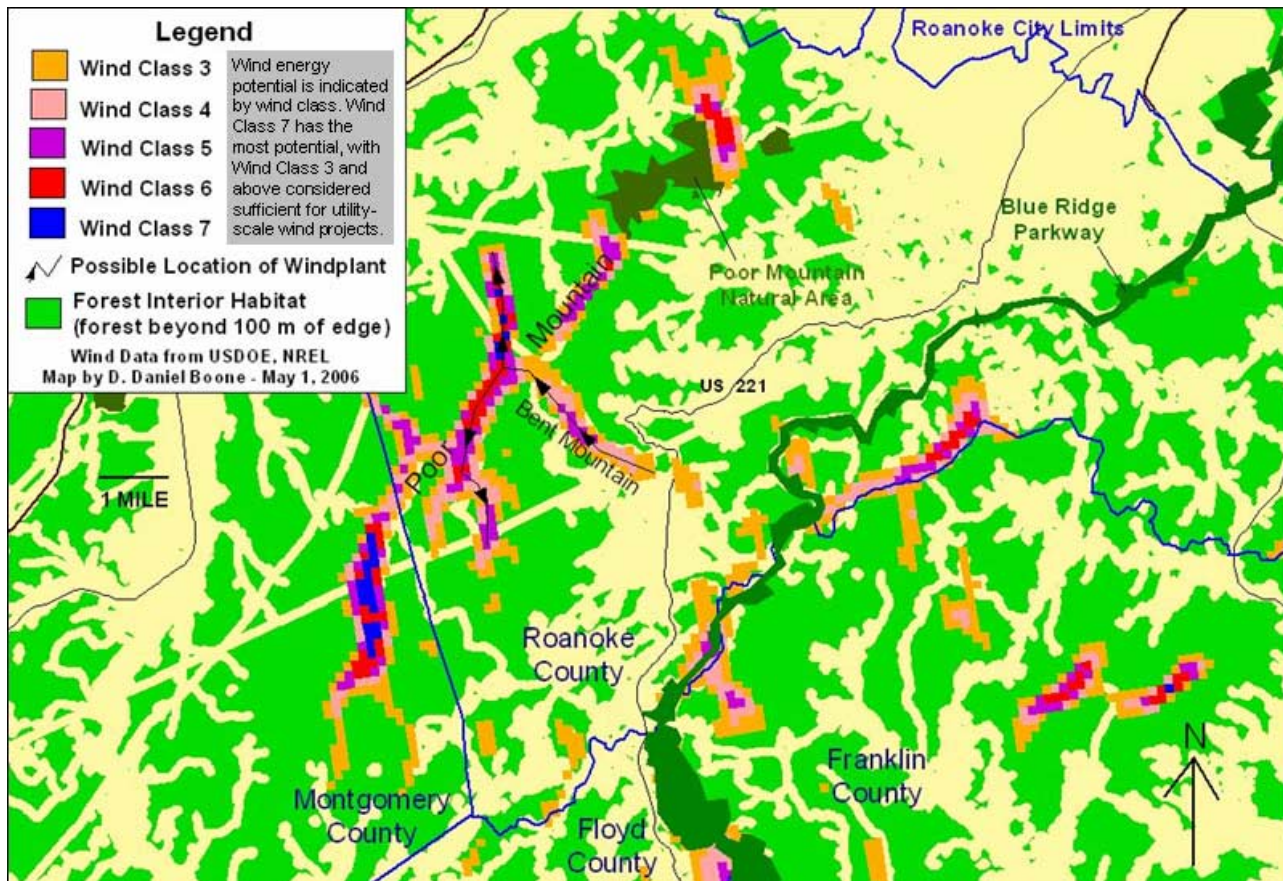 Legend
Wind Class 3
Wind Class 4
Wind Class 5
Wind Class 6
Wind Class 7
Wind energy
potential is indicated
by wind class. Wind
Class 7 has the
most potential, with
Wind Class 3 and
above considered
sufficient for utility-
scale wind projects.
Possible Location of Windplant
Forest Interior Habitat
(forest beyond 100 m of edge)
Wind Data from USDOE, NREL
Map by D. Daniel Boone - May 1, 2006
Roanoke City Limits
Blue Ridge
Parkway
Poor Mountain
Natural Area
Mountain
US 221
Bent Mountain
Poor
1 MILE
Roanoke
County
Franklin
County
N
Montgomery
County
Floyd
County